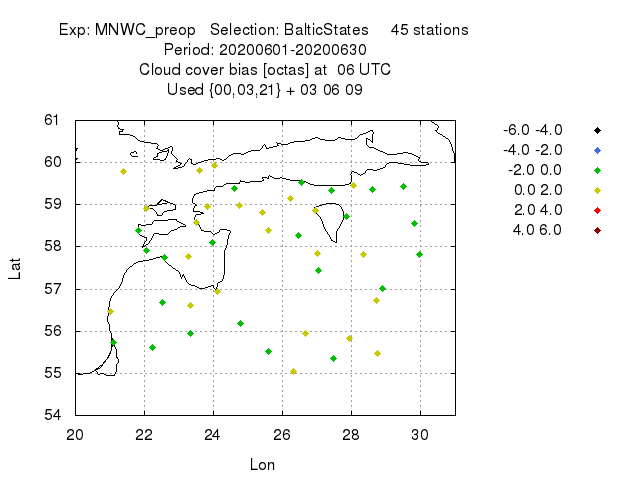 Exp: MNWC_preop   Selection: BalticStates     45 stations
Period: 20200601-20200630
Cloud cover bias [octas] at  06 UTC
Used {00,03,21} + 03 06 09
61
60
59
58
57
56
55
54
Lat
20 22 24 26 28 30
Lon
-6.0 -4.0
-4.0 -2.0
-2.0 0.0
0.0 2.0
2.0 4.0
4.0 6.0